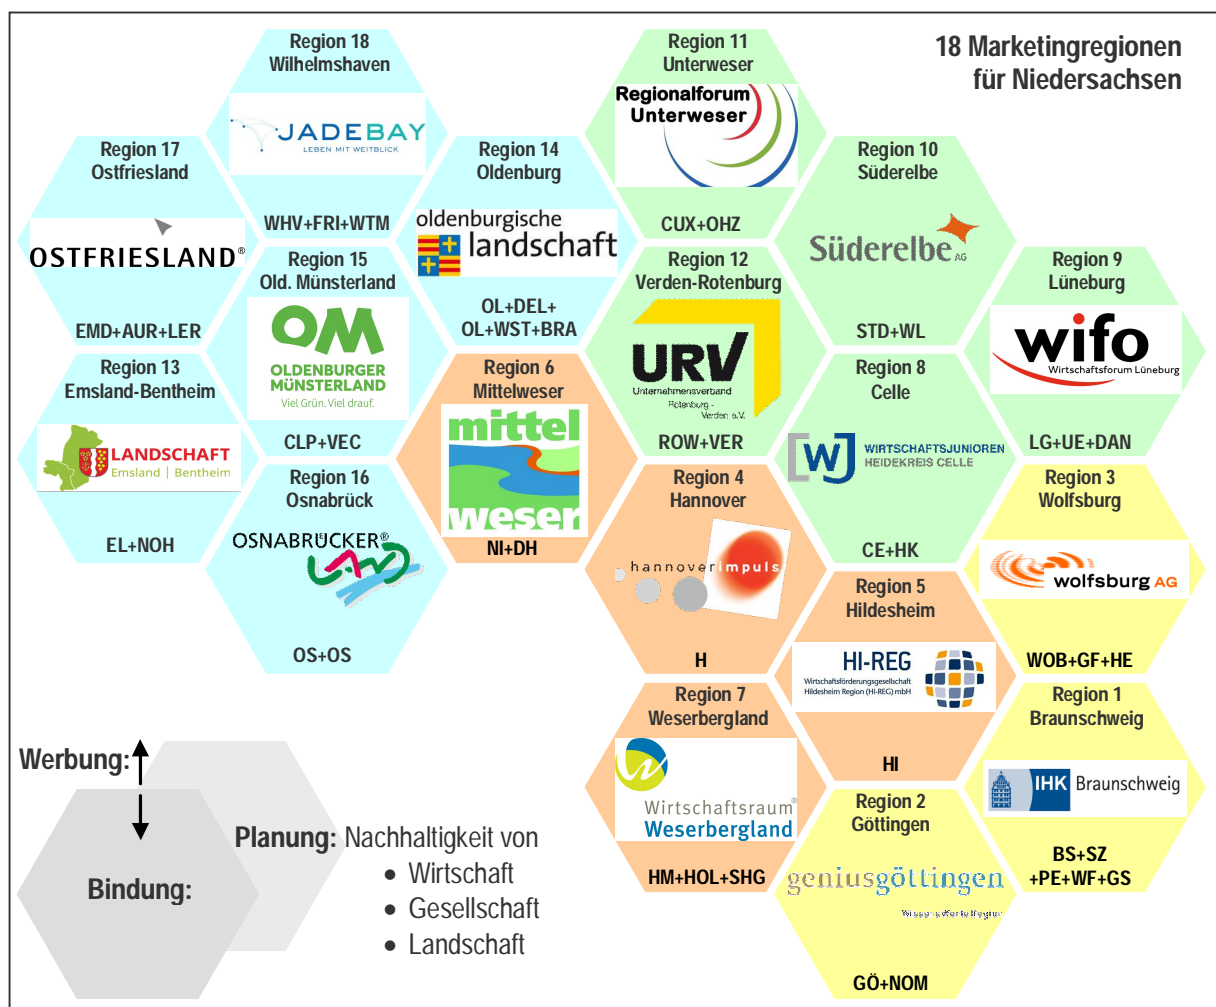 18 Marketingregionen
für Niedersachsen
Region 18
Wilhelmshaven
JADEBAY
LEBEN MIT WEITBLICK
WHV+FRI+WTM
Region 11
Unterweser
Regionalforum
Unterweser
CUX+OHZ
Region 17
Ostfriesland
OSTFRIESLAND®
EMD+AUR+LER
Region 14
Oldenburg
oldenburgische
landschaft
OL+DEL+
OL+WST+BRA
Region 10
Süderelbe
Süderelbe AG
STD+WL
Region 15
Old. Münsterland
OM
OLDENBURGER
MÜNSTERLAND
Viel Grün. Viel drauf.
CLP+VEC
Region 12
Verden-Rotenburg
URV
Unternehmensverband
Rotenburg -
Verden e.V.
ROW+VER
Region 9
Lüneburg
wifo
Wirtschaftsforum Lüneburg
LG+UE+DAN
Region 13
Emsland-Bentheim
LANDSCHAFT
Emsland | Bentheim
EL+NOH
Region 6
Mittelweser
mittel
weser
NI+DH
Region 8
Celle
[WJ
WIRTSCHAFTSJUNIOREN
HEIDEKREIS CELLE
CE+HK
Region 16
Osnabrück
OSNABRÜCKER®
LAND
OS+OS
Region 4
Hannover
hannoverimpuls
H
Region 3
Wolfsburg
wolfsburg AG
WOB+GF+HE
Region 5
Hildesheim
HI-REG
Wirtschaftsförderungsgesellschaft
Hildesheim Region (HI-REG) mbH
HI
Region 7
Weserbergland
Wirtschaftsraum®
Weserbergland
HM+HOL+SHG
Region 1
Braunschweig
IHK Braunschweig
BS+SZ
+PE+WF+GS
Region 2
Göttingen
geniusgöttingen
GÖ+NOM
Werbung:
Bindung:
Planung: Nachhaltigkeit von
• Wirtschaft
• Gesellschaft
• Landschaft